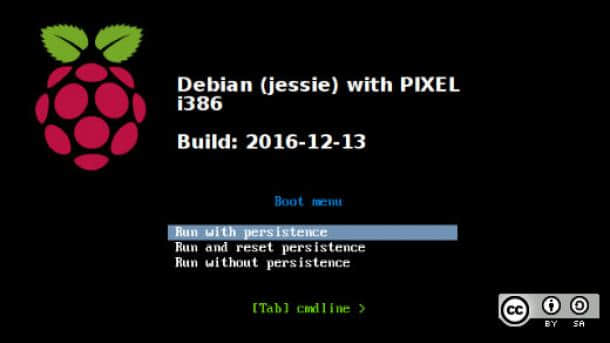 Debian (jessie) with PIXEL
i386
Build: 2016-12-13
Boot menu
Run with persistence
Run and reset persistence
Run without persistence
[Tab] cmdline >
cc
BY SA